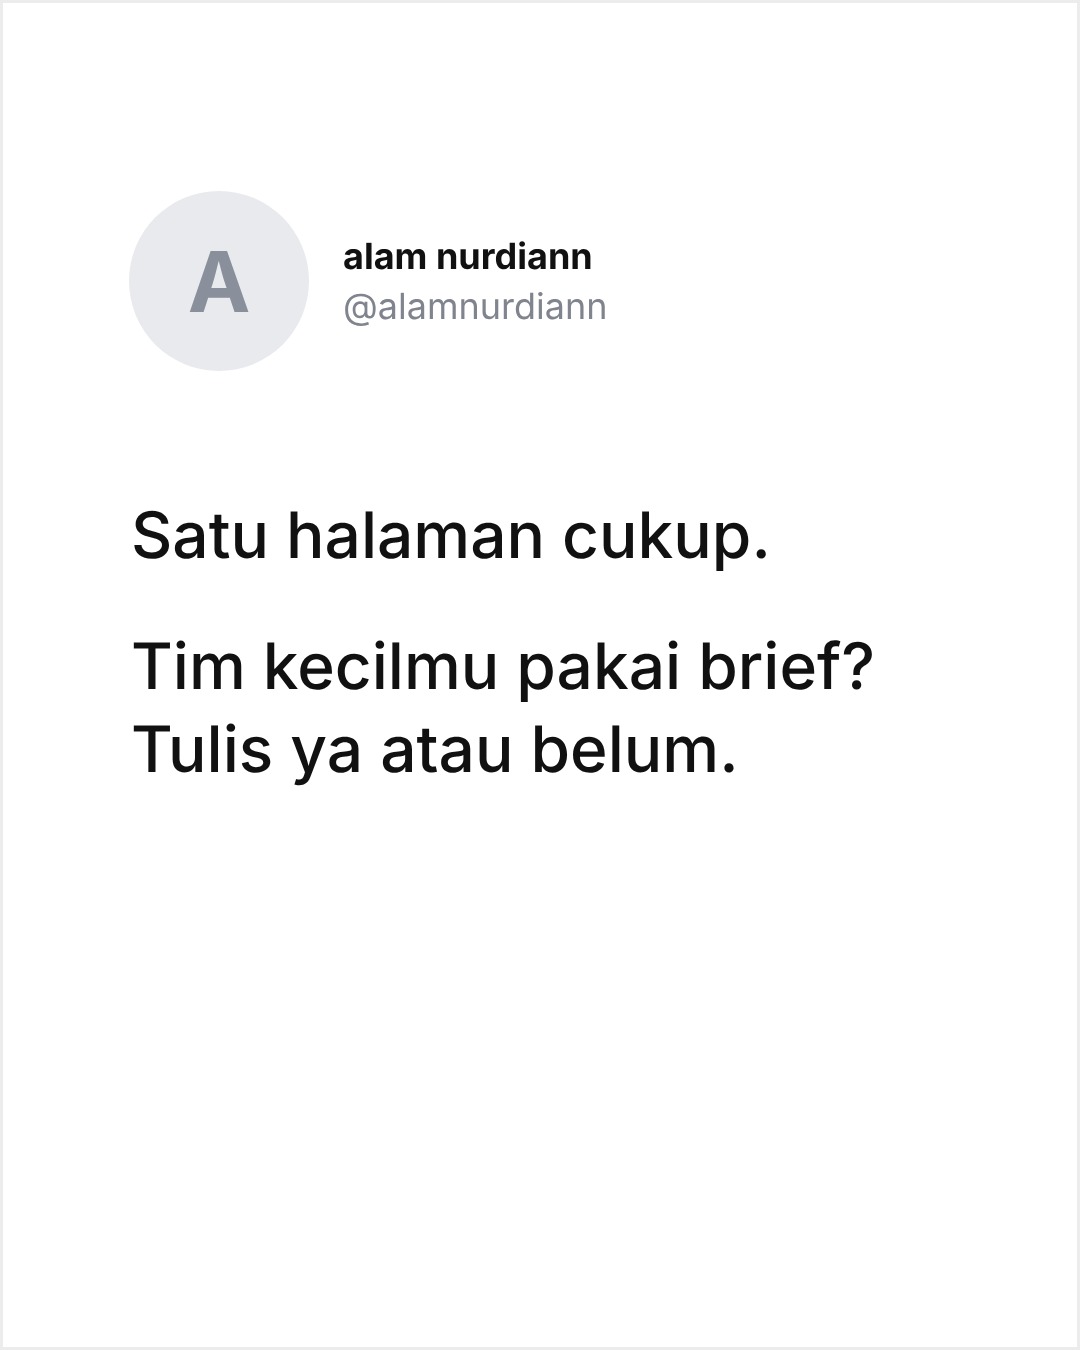 A
alam nurdiann
@alamnurdiann
Satu halaman cukup.
Tim kecilmu pakai brief?
Tulis ya atau belum.